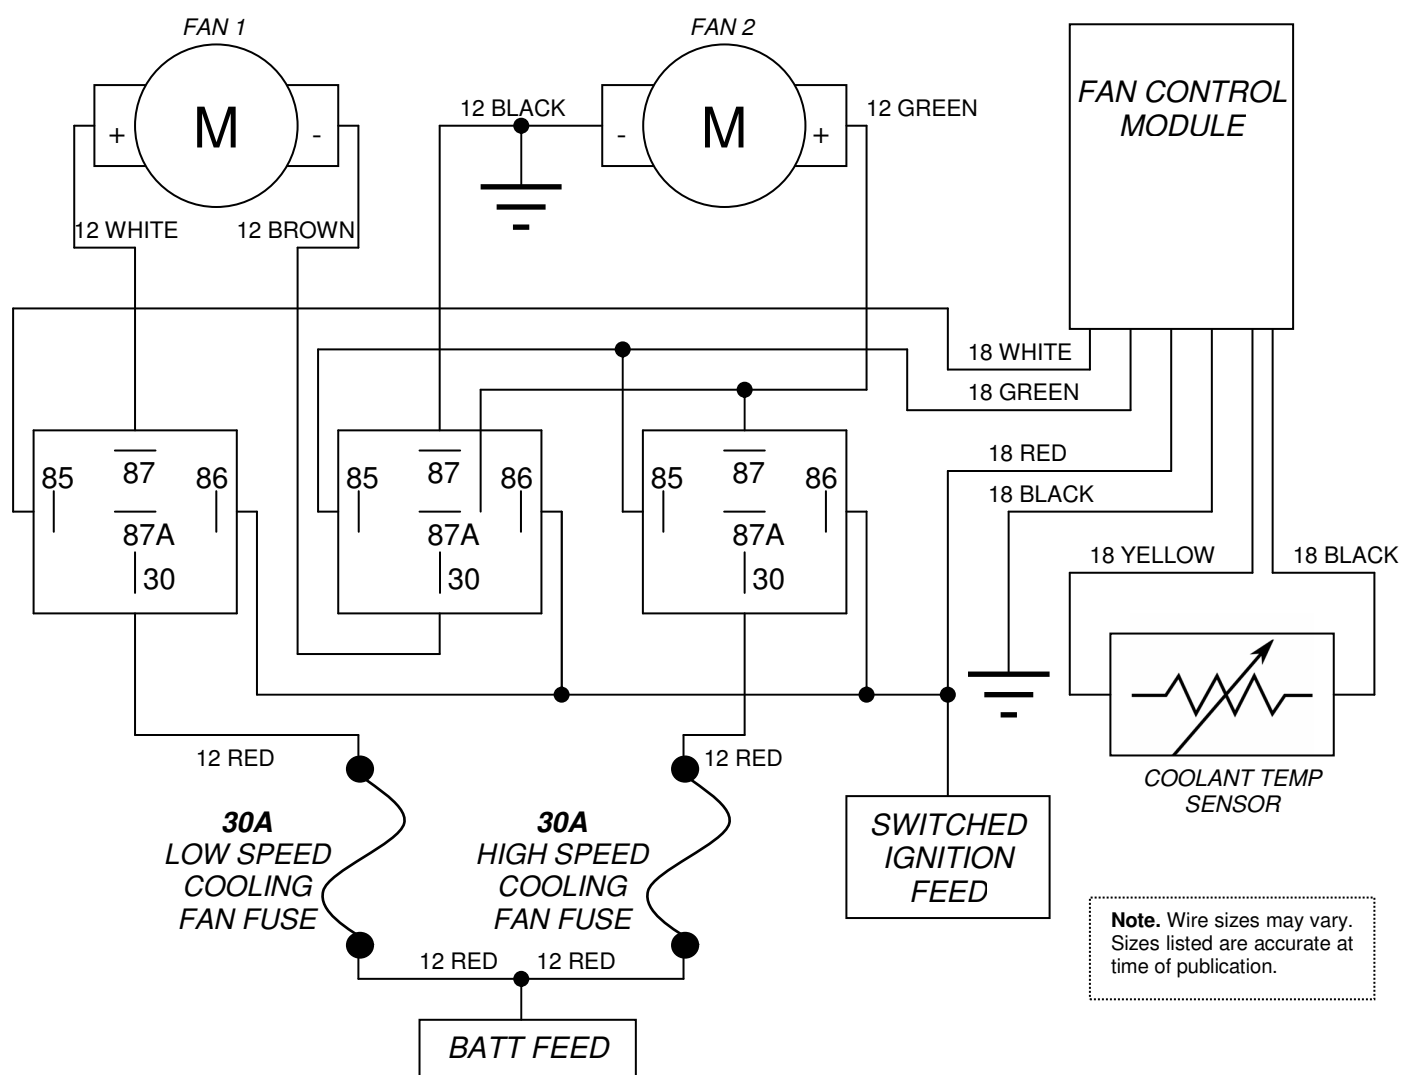 FAN 1
FAN 2
M
+
-
M
-
+
12 BLACK
12 GREEN
FAN CONTROL
MODULE
12 WHITE
12 BROWN
18 WHITE
18 GREEN
18 RED
18 BLACK
85
87
86
87A
30
85
87
86
87A
30
85
87
86
87A
30
18 YELLOW
18 BLACK
COOLANT TEMP
SENSOR
12 RED
12 RED
30A
LOW SPEED
COOLING
FAN FUSE
30A
HIGH SPEED
COOLING
FAN FUSE
SWITCHED
IGNITION
FEED
12 RED
12 RED
BATT FEED
Note. Wire sizes may vary.
Sizes listed are accurate at
time of publication.